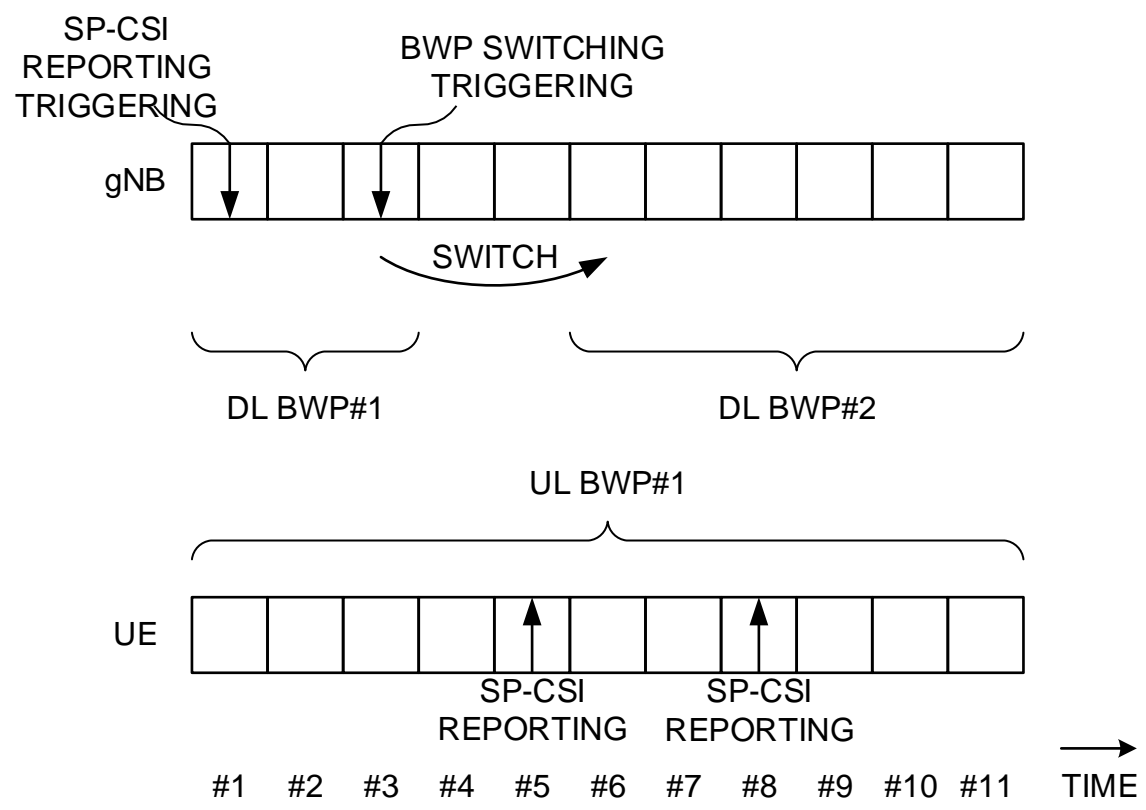 SP-CSI
REPORTING
TRIGGERING
BWP SWITCHING
TRIGGERING
gNB
SWITCH
DL BWP#1
DL BWP#2
UL BWP#1
UE
SP-CSI
REPORTING
SP-CSI
REPORTING
#1 #2 #3 #4 #5 #6 #7 #8 #9 #10 #11 TIME